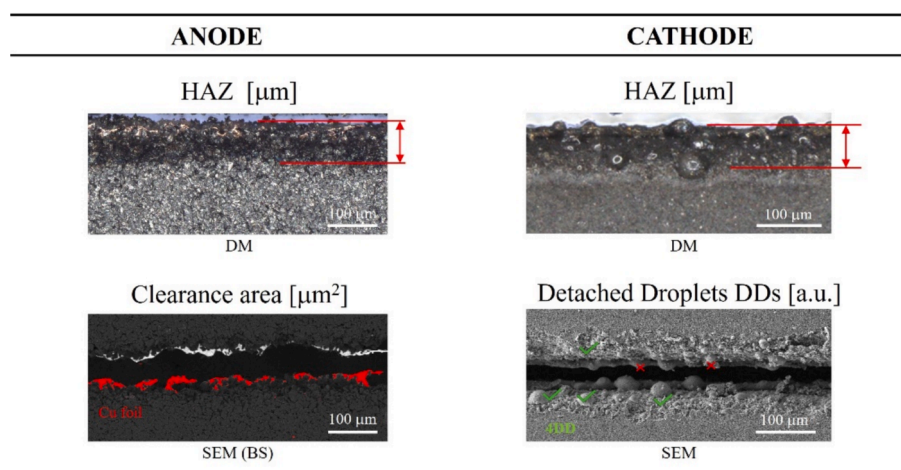 ANODE
CATHODE
HAZ [μm]
HAZ [μm]
100 μm
100 μm
DM
DM
Clearance area [μm²]
Detached Droplets DDs [a.u.]
Cu foil
100 μm
4DD
100 μm
SEM (BS)
SEM